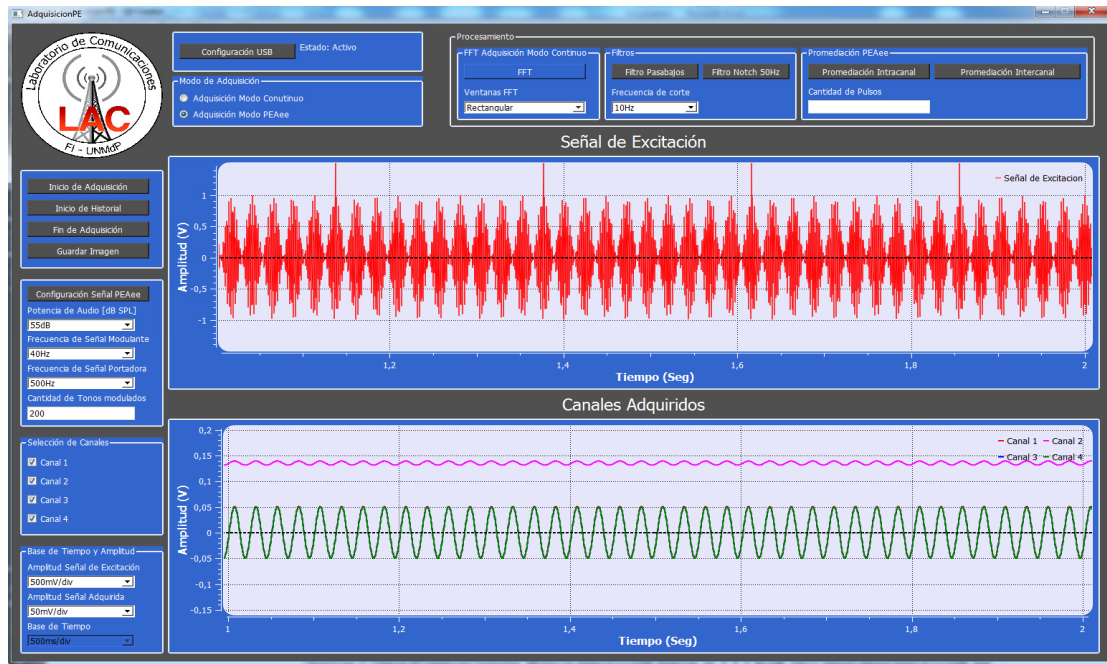 AdquisicionPE
Laboratorio de Comunicaciones
LAC
FI - UNMdP
Configuración USB
Estado: Activo
Modo de Adquisición
Adquisición Modo Conutinuo
Adquisición Modo PEAee
Procesamiento
FFT Adquisición Modo Continuo
FFT
Ventanas FFT
Rectangular
Filtros
Filtro Pasabajos
Filtro Notch 50Hz
Frecuencia de corte
10Hz
Promediación PEAee
Promediación Intracanal
Promediación Intercanal
Cantidad de Pulsos
Inicio de Adquisición
Inicio de Historial
Fin de Adquisición
Guardar Imagen
Configuración Señal PEAee
Potencia de Audio [dB SPL]
55dB
Frecuencia de Señal Modulante
40Hz
Frecuencia de Señal Portadora
500Hz
Cantidad de Tonos modulados
200
Selección de Canales
Canal 1
Canal 2
Canal 3
Canal 4
Base de Tiempo y Amplitud
Amplitud Señal de Excitación
500mV/div
Amplitud Señal Adquirida
50mV/div
Base de Tiempo
500ms/div
Señal de Excitación
Señal de Excitacion
Amplitud (V)
1
0,5
0
-0,5
-1
1,2 1,4 1,6 1,8 2
Tiempo (Seg)
Canales Adquiridos
Canal 1 Canal 2
Canal 3 Canal 4
Amplitud (V)
0,2
0,15
0,1
0,05
0
-0,05
-0,1
-0,15
1 1,2 1,4 1,6 1,8 2
Tiempo (Seg)